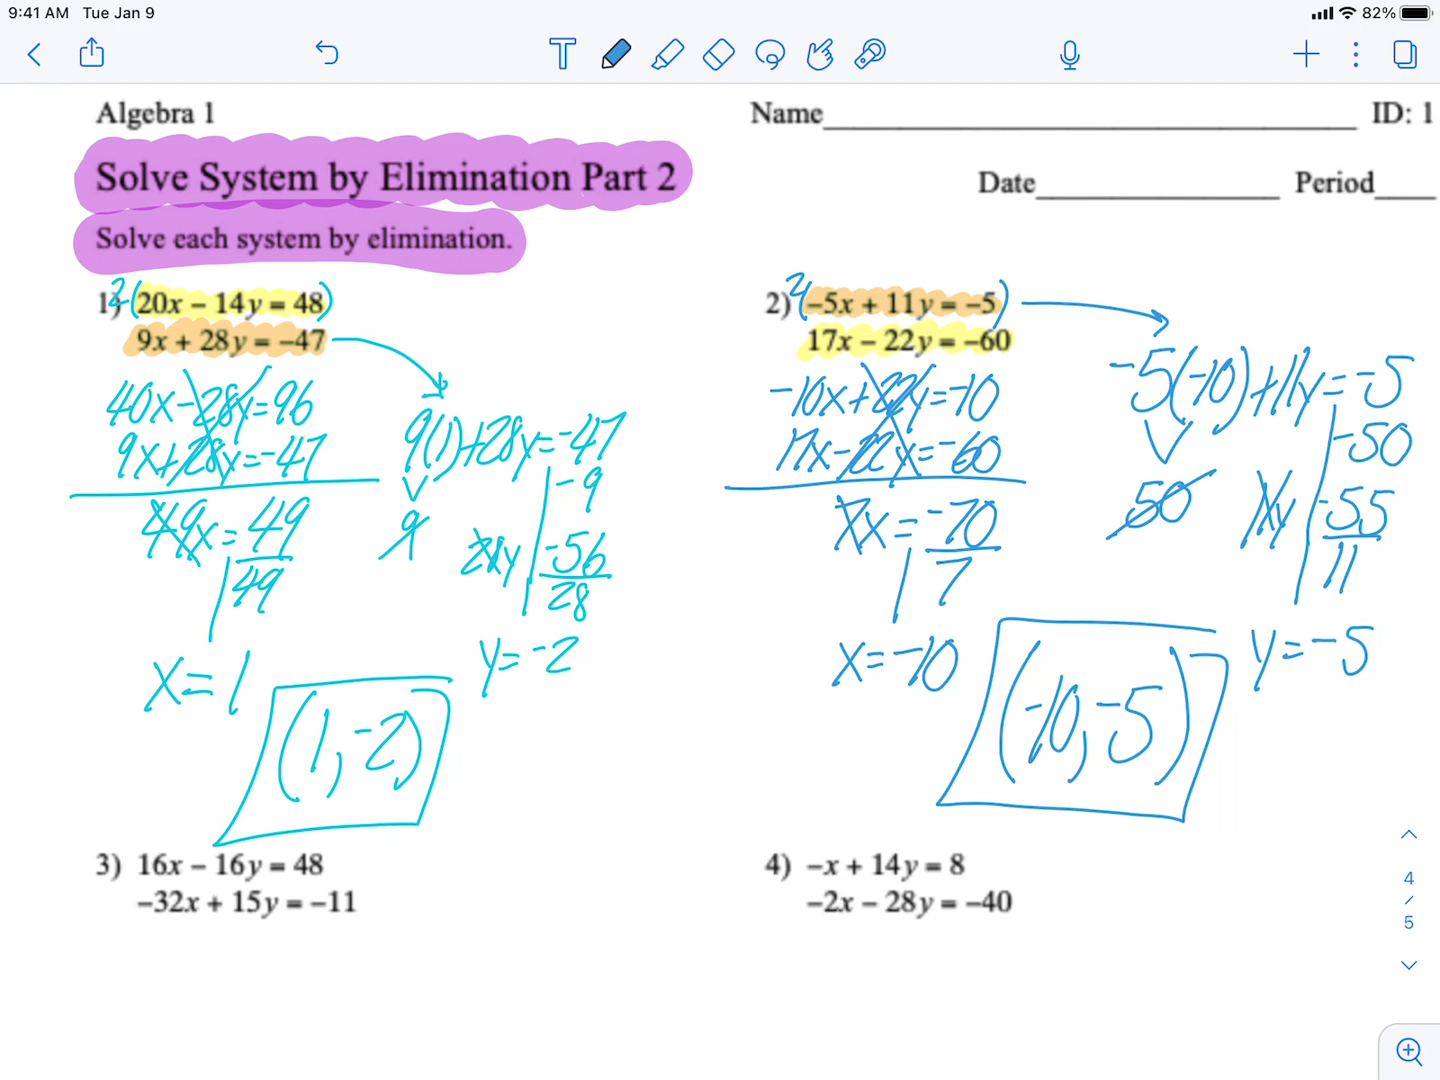 9:41 AM Tue Jan 9
82%
Algebra 1
Name
ID: 1
Solve System by Elimination Part 2
Date
Period
Solve each system by elimination.
1) 2(20x − 14y = 48)
9x + 28y = −47
40x-28y=96
9x+28y=-47
49x=49
49
x=1
9(1)+28y=-47
-9
9
28y -56
28
y=-2
(1,-2)
2) 2(−5x + 11y = −5)
17x − 22y = −60
-10x+22y=-10
17x-22y=-60
7x=-70
7
x=-10
-5(-10)+11y=-5
-50
50
11y -55
11
y=-5
(-10,-5)
3) 16x − 16y = 48
−32x + 15y = −11
4) −x + 14y = 8
−2x − 28y = −40
4
/
5